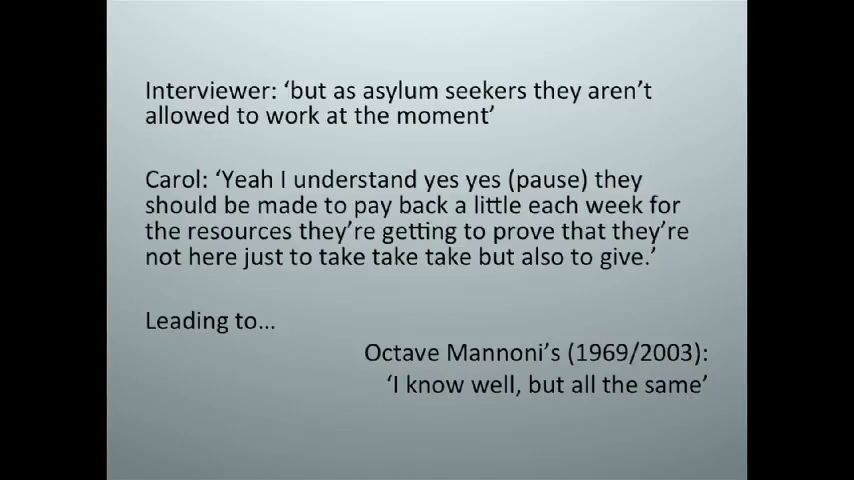 Interviewer: ‘but as asylum seekers they aren’t
allowed to work at the moment’
Carol: ‘Yeah I understand yes yes (pause) they
should be made to pay back a little each week for
the resources they’re getting to prove that they’re
not here just to take take take but also to give.’
Leading to…
Octave Mannoni’s (1969/2003):
‘I know well, but all the same’